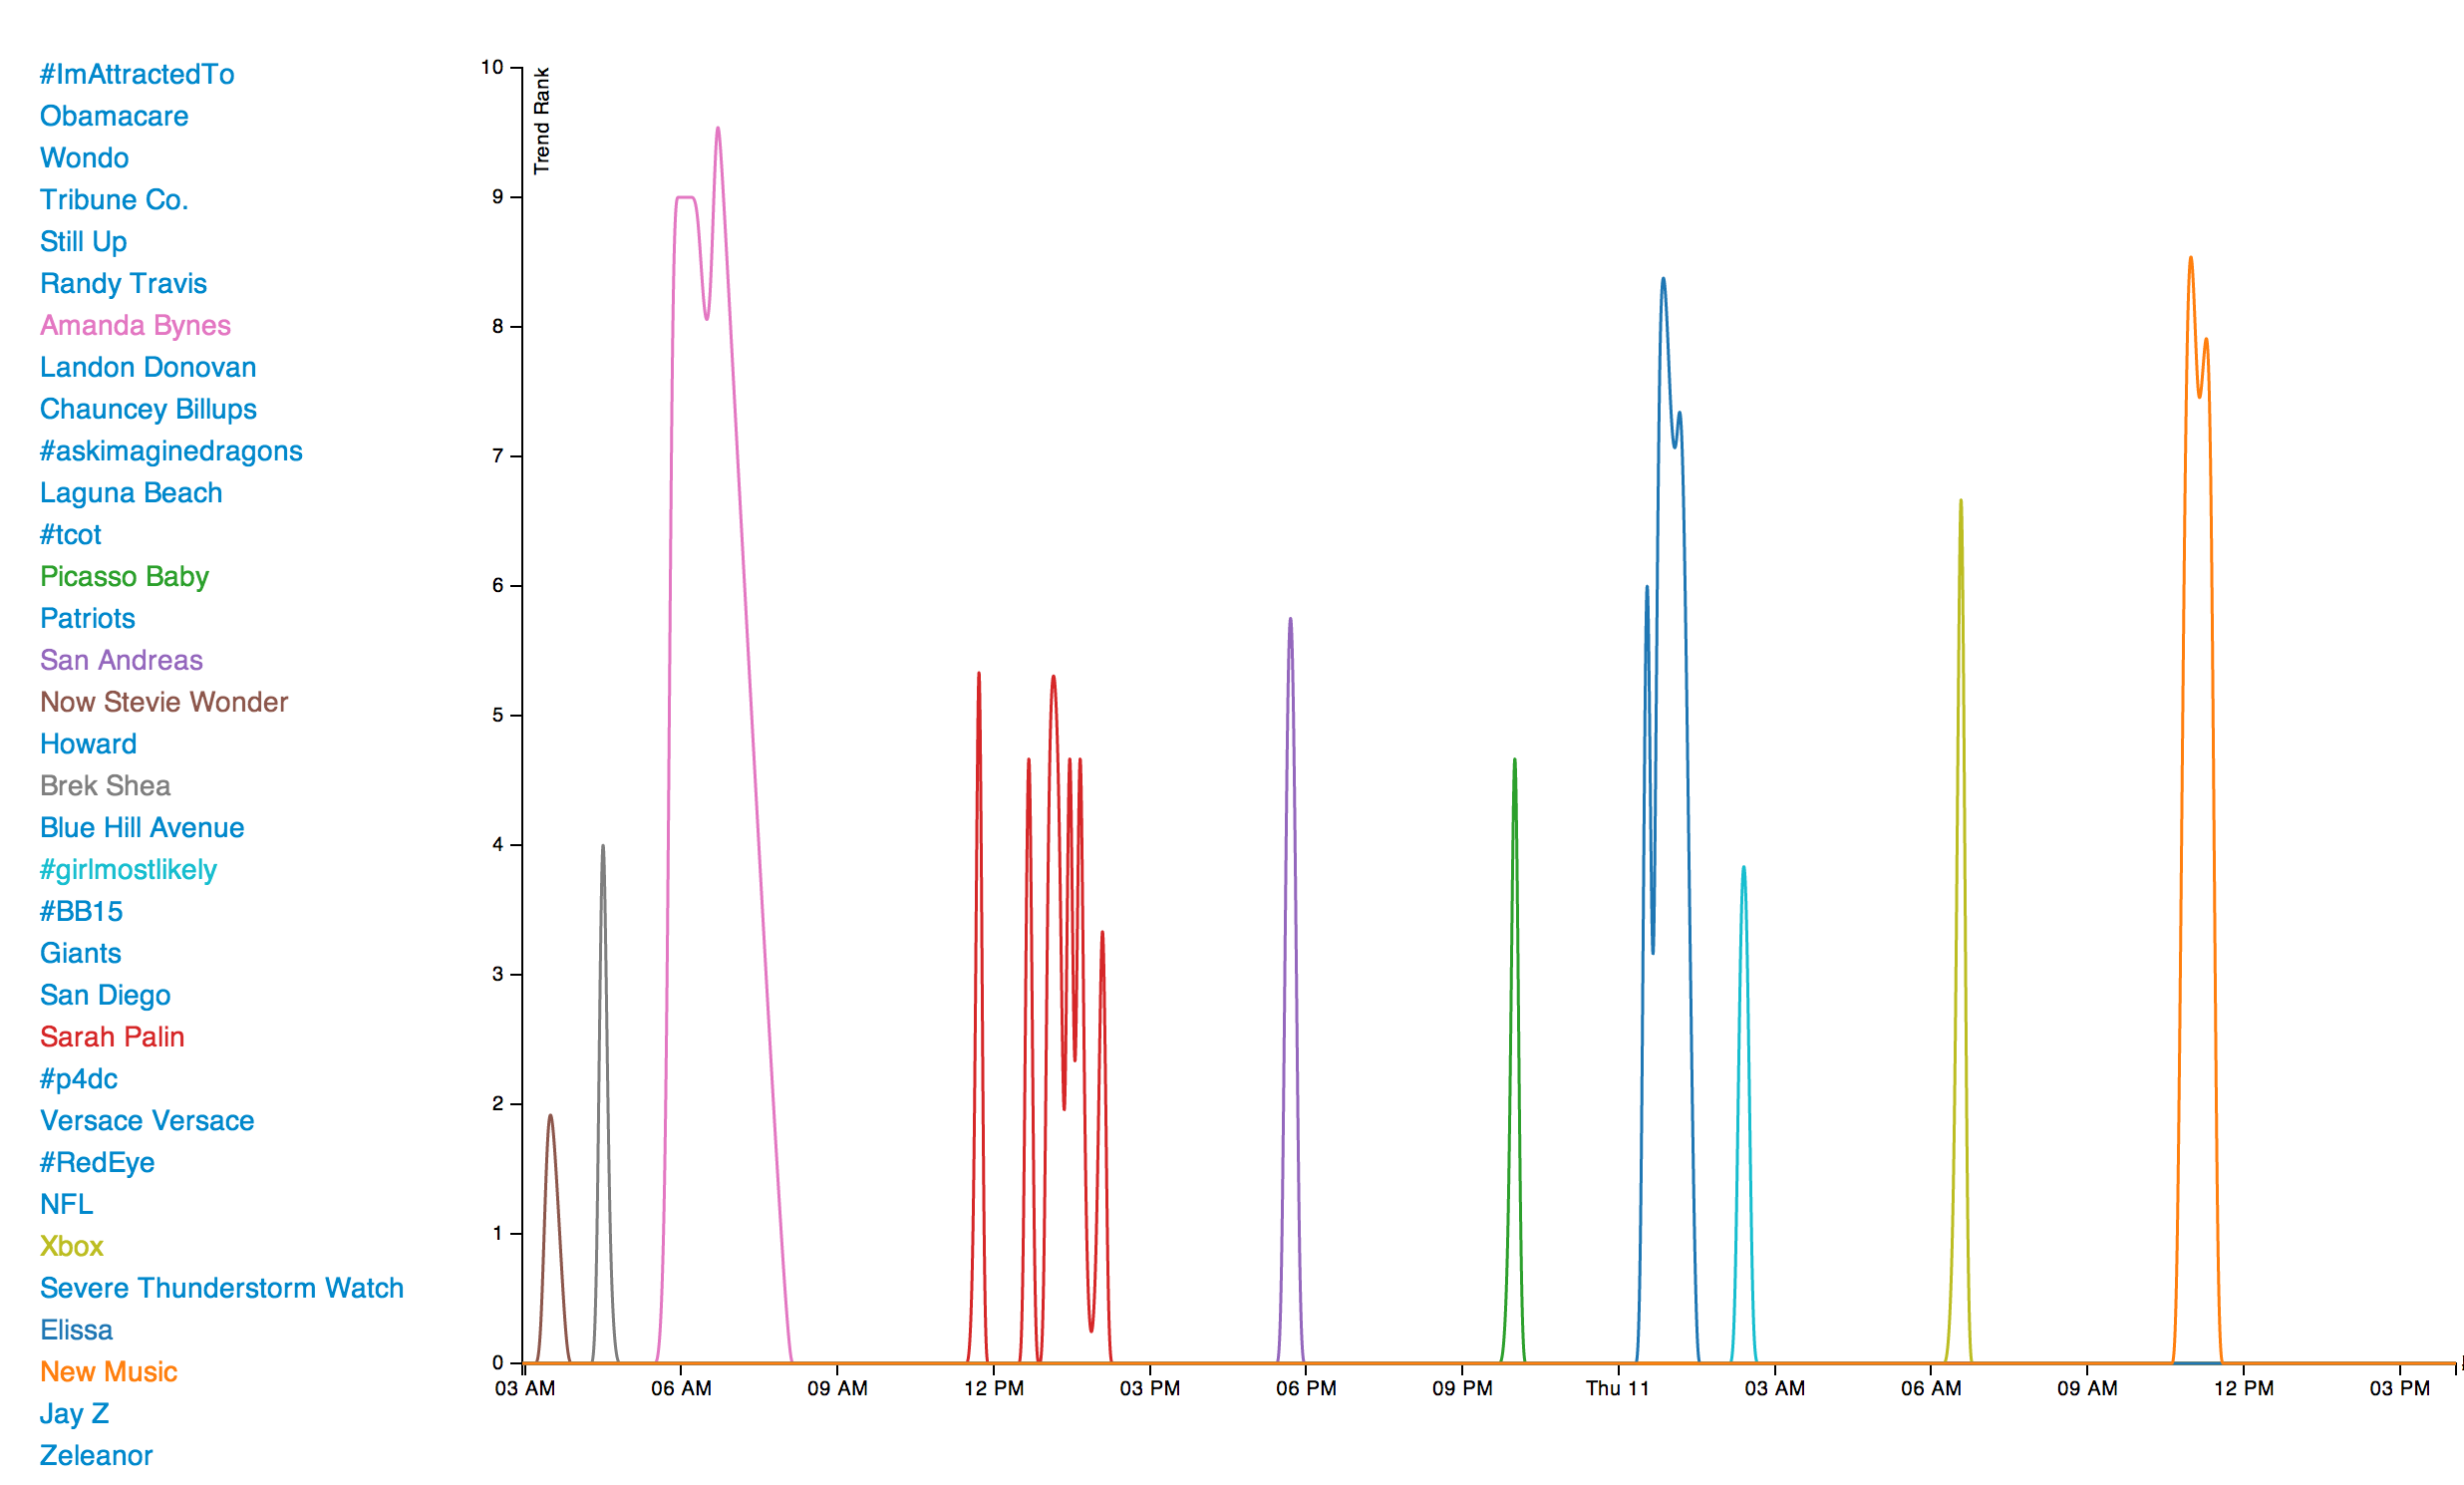 #ImAttractedTo
Obamacare
Wondo
Tribune Co.
Still Up
Randy Travis
Amanda Bynes
Landon Donovan
Chauncey Billups
#askimaginedragons
Laguna Beach
#tcot
Picasso Baby
Patriots
San Andreas
Now Stevie Wonder
Howard
Brek Shea
Blue Hill Avenue
#girlmostlikely
#BB15
Giants
San Diego
Sarah Palin
#p4dc
Versace Versace
#RedEye
NFL
Xbox
Severe Thunderstorm Watch
Elissa
New Music
Jay Z
Zeleanor
Trend Rank
10
9
8
7
6
5
4
3
2
1
0
03 AM 06 AM 09 AM 12 PM 03 PM 06 PM 09 PM Thu 11 03 AM 06 AM 09 AM 12 PM 03 PM